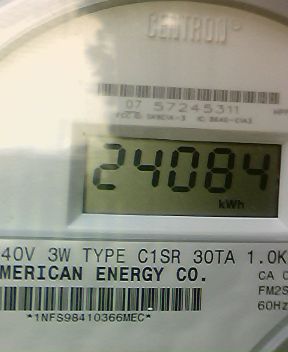 CENTRON®
07 57245311
24084
kWh
40V 3W TYPE C1SR 30TA 1.0K
MERICAN ENERGY CO.
CA 0
FM2S
60Hz
*1NFS98410366MEC*